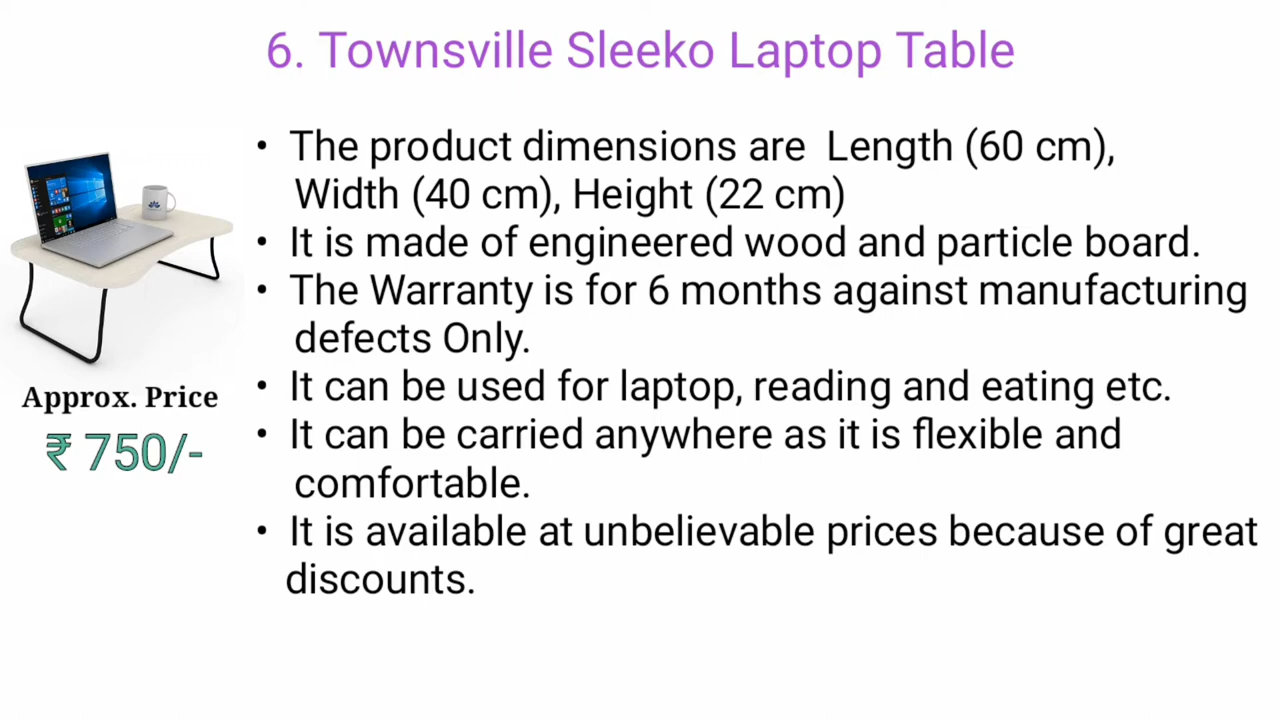 6. Townsville Sleeko Laptop Table
• The product dimensions are Length (60 cm),
Width (40 cm), Height (22 cm)
• It is made of engineered wood and particle board.
• The Warranty is for 6 months against manufacturing
defects Only.
• It can be used for laptop, reading and eating etc.
• It can be carried anywhere as it is flexible and
comfortable.
• It is available at unbelievable prices because of great
discounts.
Approx. Price
₹ 750/-